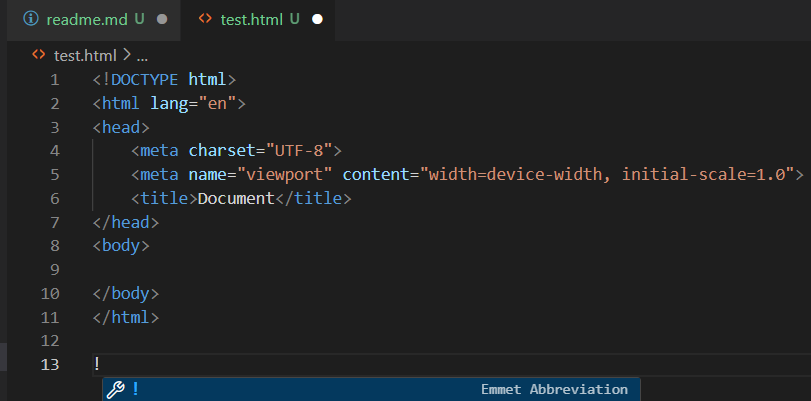 readme.md U
test.html U
test.html > ...
1 <!DOCTYPE html>
2 <html lang="en">
3 <head>
4     <meta charset="UTF-8">
5     <meta name="viewport" content="width=device-width, initial-scale=1.0">
6     <title>Document</title>
7 </head>
8 <body>
9
10 </body>
11 </html>
12
13 !
! Emmet Abbreviation